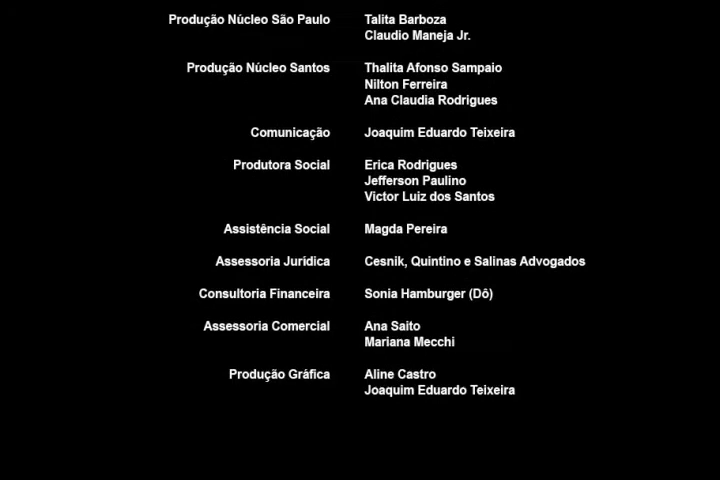 Produção Núcleo São Paulo Talita Barboza
Claudio Maneja Jr.
Produção Núcleo Santos Thalita Afonso Sampaio
Nilton Ferreira
Ana Claudia Rodrigues
Comunicação Joaquim Eduardo Teixeira
Produtora Social Erica Rodrigues
Jefferson Paulino
Victor Luiz dos Santos
Assistência Social Magda Pereira
Assessoria Jurídica Cesnik, Quintino e Salinas Advogados
Consultoria Financeira Sonia Hamburger (Dô)
Assessoria Comercial Ana Saito
Mariana Mecchi
Produção Gráfica Aline Castro
Joaquim Eduardo Teixeira